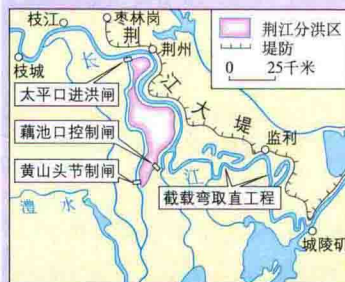 枝江
枣林岗
荆
荆州
长
枝城
太平口进洪闸
江
大
堤
藕池口控制闸
监利
黄山头节制闸
江
截载弯取直工程
澧水
城陵矶
荆江分洪区
堤防
0 25千米